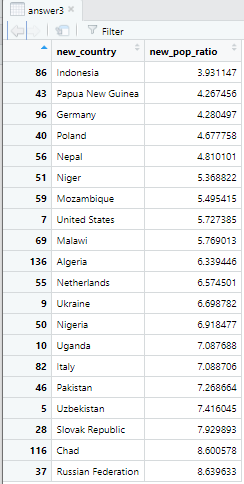 answer3
Filter
new_country new_pop_ratio
86 Indonesia 3.931147
43 Papua New Guinea 4.267456
96 Germany 4.280497
40 Poland 4.677758
56 Nepal 4.810101
51 Niger 5.368822
59 Mozambique 5.495415
7 United States 5.727385
69 Malawi 5.769013
136 Algeria 6.339446
55 Netherlands 6.574501
9 Ukraine 6.698782
50 Nigeria 6.918477
10 Uganda 7.087688
82 Italy 7.088706
46 Pakistan 7.268664
5 Uzbekistan 7.416045
28 Slovak Republic 7.929893
116 Chad 8.600578
37 Russian Federation 8.639633